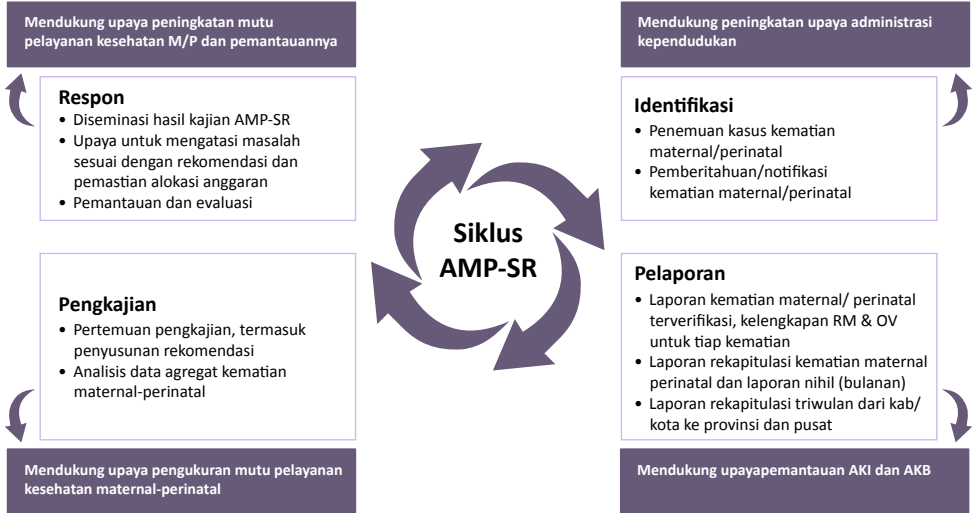 Mendukung upaya peningkatan mutu
pelayanan kesehatan M/P dan pemantauannya
Respon
• Diseminasi hasil kajian AMP-SR
• Upaya untuk mengatasi masalah
sesuai dengan rekomendasi dan
pemastian alokasi anggaran
• Pemantauan dan evaluasi
Mendukung peningkatan upaya administrasi
kependudukan
Identifikasi
• Penemuan kasus kematian
maternal/perinatal
• Pemberitahuan/notifikasi
kematian maternal/perinatal
Siklus
AMP-SR
Pengkajian
• Pertemuan pengkajian, termasuk
penyusunan rekomendasi
• Analisis data agregat kematian
maternal-perinatal
Mendukung upaya pengukuran mutu pelayanan
kesehatan maternal-perinatal
Pelaporan
• Laporan kematian maternal/ perinatal
terverifikasi, kelengkapan RM & OV
untuk tiap kematian
• Laporan rekapitulasi kematian maternal
perinatal dan laporan nihil (bulanan)
• Laporan rekapitulasi triwulan dari kab/
kota ke provinsi dan pusat
Mendukung upayapemantauan AKI dan AKB